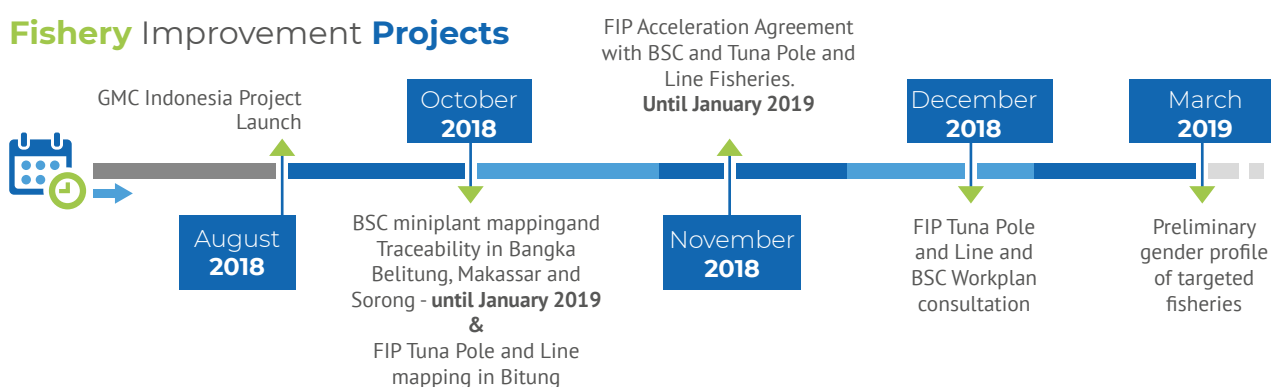 Fishery Improvement Projects
GMC Indonesia Project
Launch
August
2018
October
2018
BSC miniplant mappingand
Traceability in Bangka
Belitung, Makassar and
Sorong - until January 2019
&
FIP Tuna Pole and Line
mapping in Bitung
FIP Acceleration Agreement
with BSC and Tuna Pole and
Line Fisheries.
Until January 2019
November
2018
December
2018
FIP Tuna Pole
and Line and
BSC Workplan
consultation
March
2019
Preliminary
gender profile
of targeted
fisheries